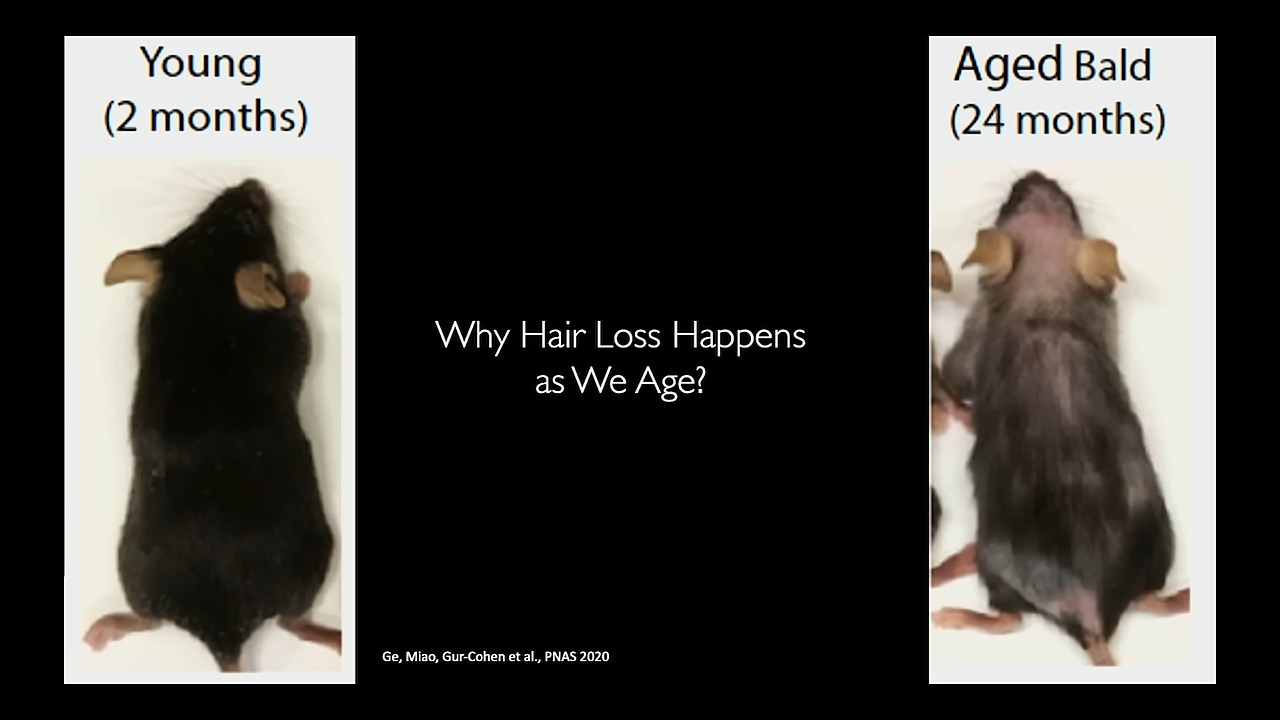 Young
(2 months)
Aged Bald
(24 months)
Why Hair Loss Happens
as We Age?
Ge, Miao, Gur-Cohen et al., PNAS 2020